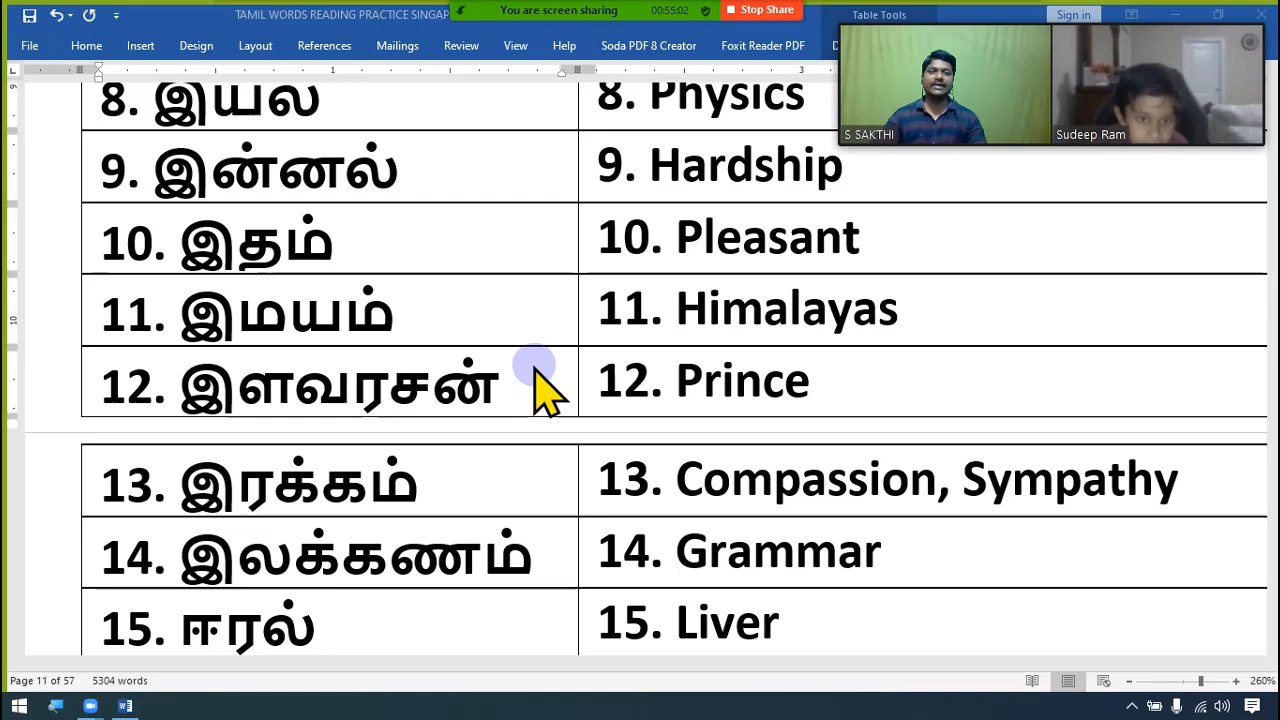 TAMIL WORDS READING PRACTICE SINGAP
You are screen sharing
00:55:02
Stop Share
Table Tools
Sign in
File Home Insert Design Layout References Mailings Review View Help Soda PDF 8 Creator Foxit Reader PDF
1 3
S SAKTHI
Sudeep Ram
8. இயல் 8. Physics
9. இன்னல் 9. Hardship
10. இதம் 10. Pleasant
11. இமயம் 11. Himalayas
12. இளவரசன் 12. Prince
13. இரக்கம் 13. Compassion, Sympathy
14. இலக்கணம் 14. Grammar
15. ஈரல் 15. Liver
Page 11 of 57 5304 words 260%